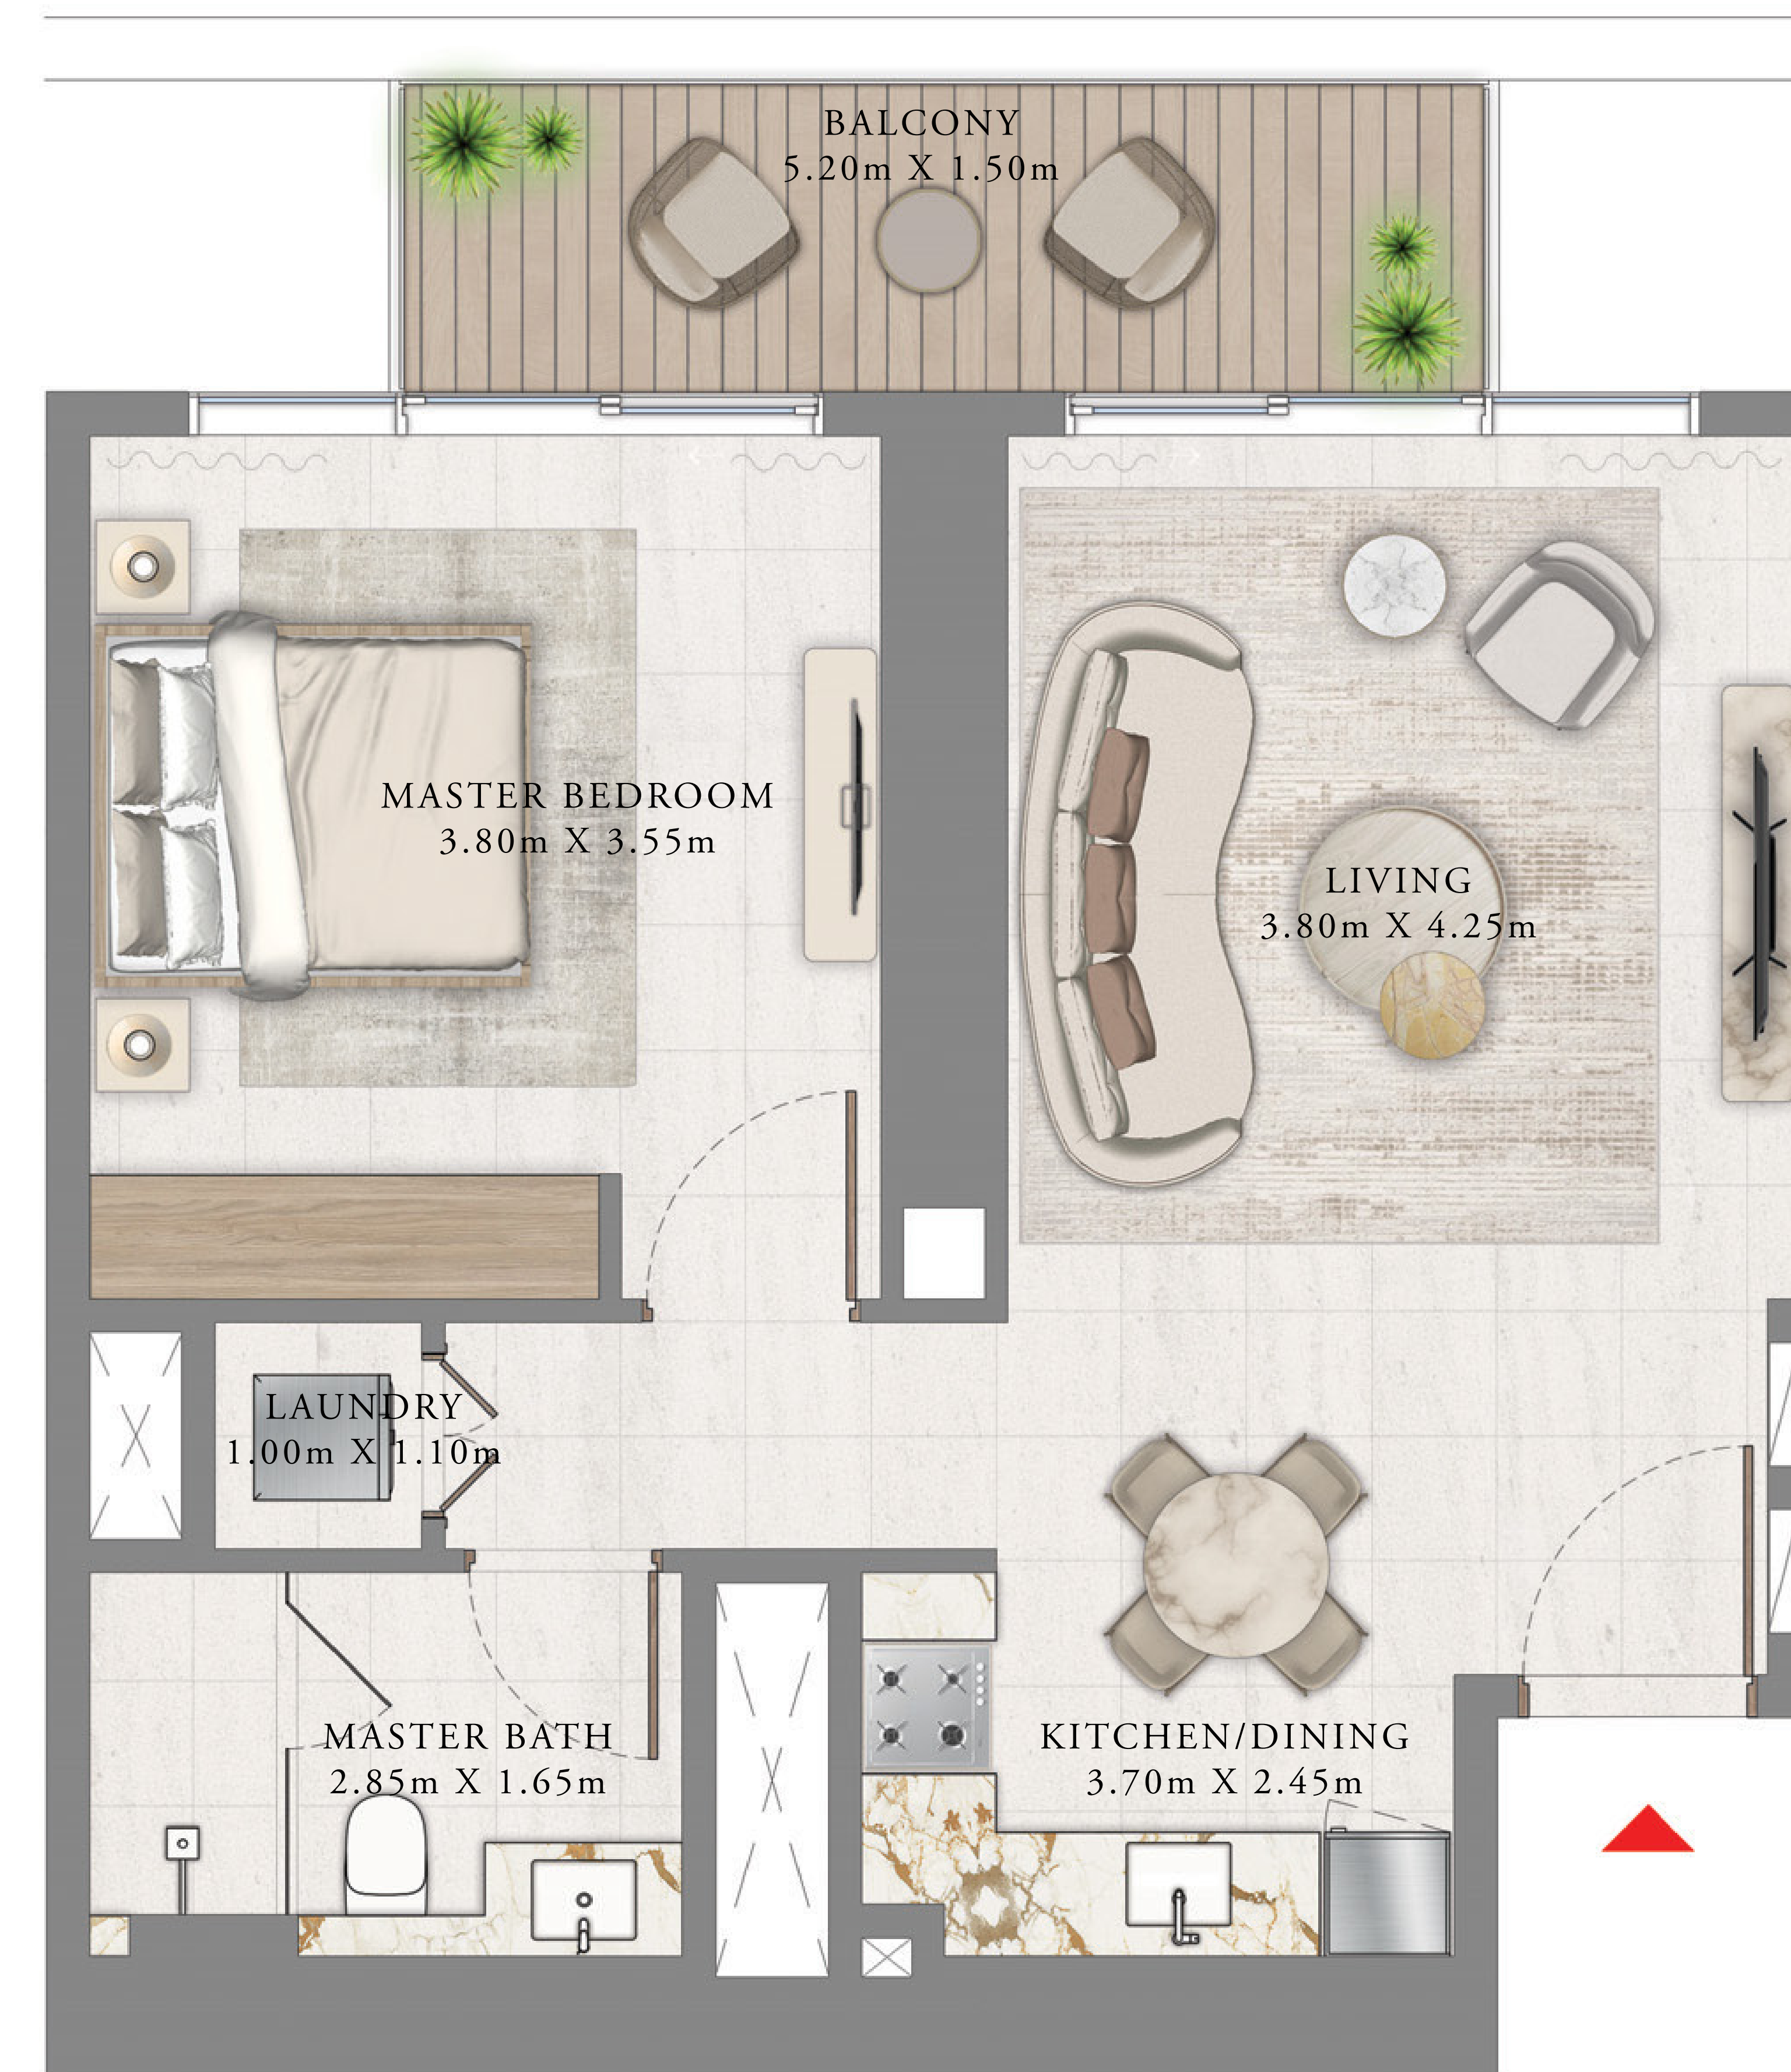 BALCONY
5.20m X 1.50m
MASTER BEDROOM
3.80m X 3.55m
LIVING
3.80m X 4.25m
LAUNDRY
1.00m X 1.10m
MASTER BATH
2.85m X 1.65m
KITCHEN/DINING
3.70m X 2.45m